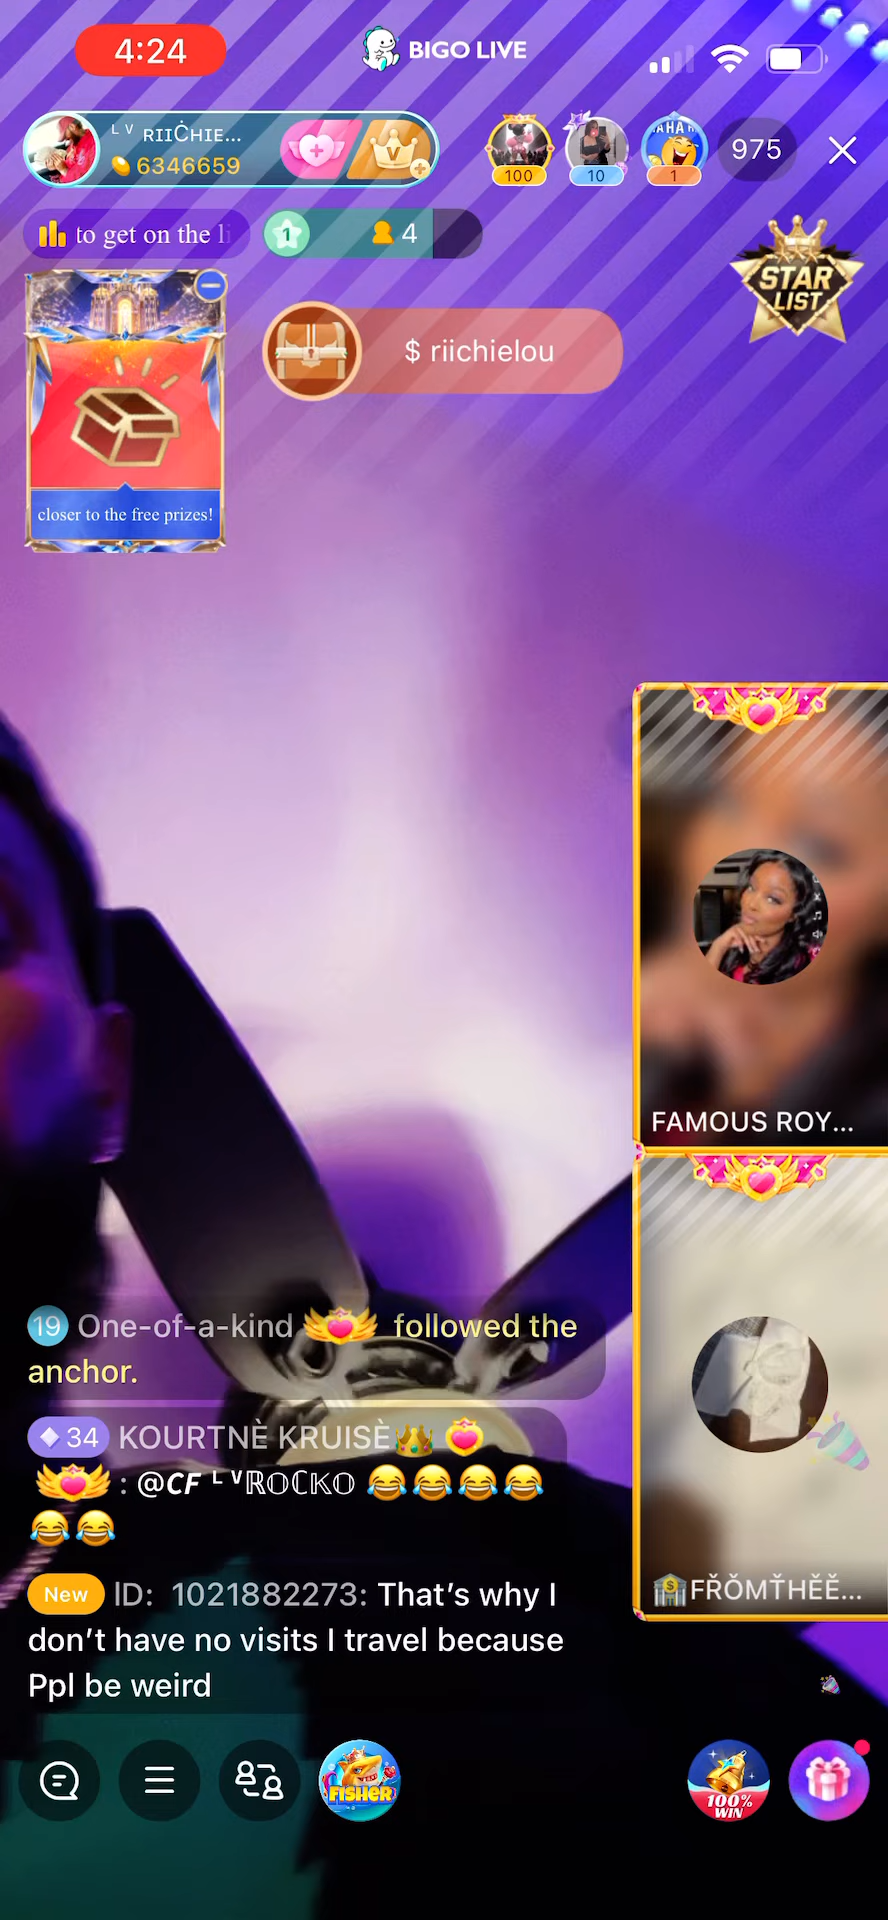 4:24
BIGO LIVE
ᴸ ⱽ ʀɪɪĊʜɪᴇ...
6346659
100
10
AHA
1
975
to get on the li
1
4
STAR
LIST
$ riichielou
closer to the free prizes!
FAMOUS ROY...
19 One-of-a-kind followed the
anchor.
34 KOURTNÈ KRUISÈ👑
: @𝘾𝙁 ᴸ ⱽℝ𝕆ℂ𝕂𝕆 😂😂😂😂
😂😂
🏦FŘǑMŤHĚĚ...
New ID: 1021882273: That's why I
don't have no visits I travel because
Ppl be weird
FISHER
100%
WIN